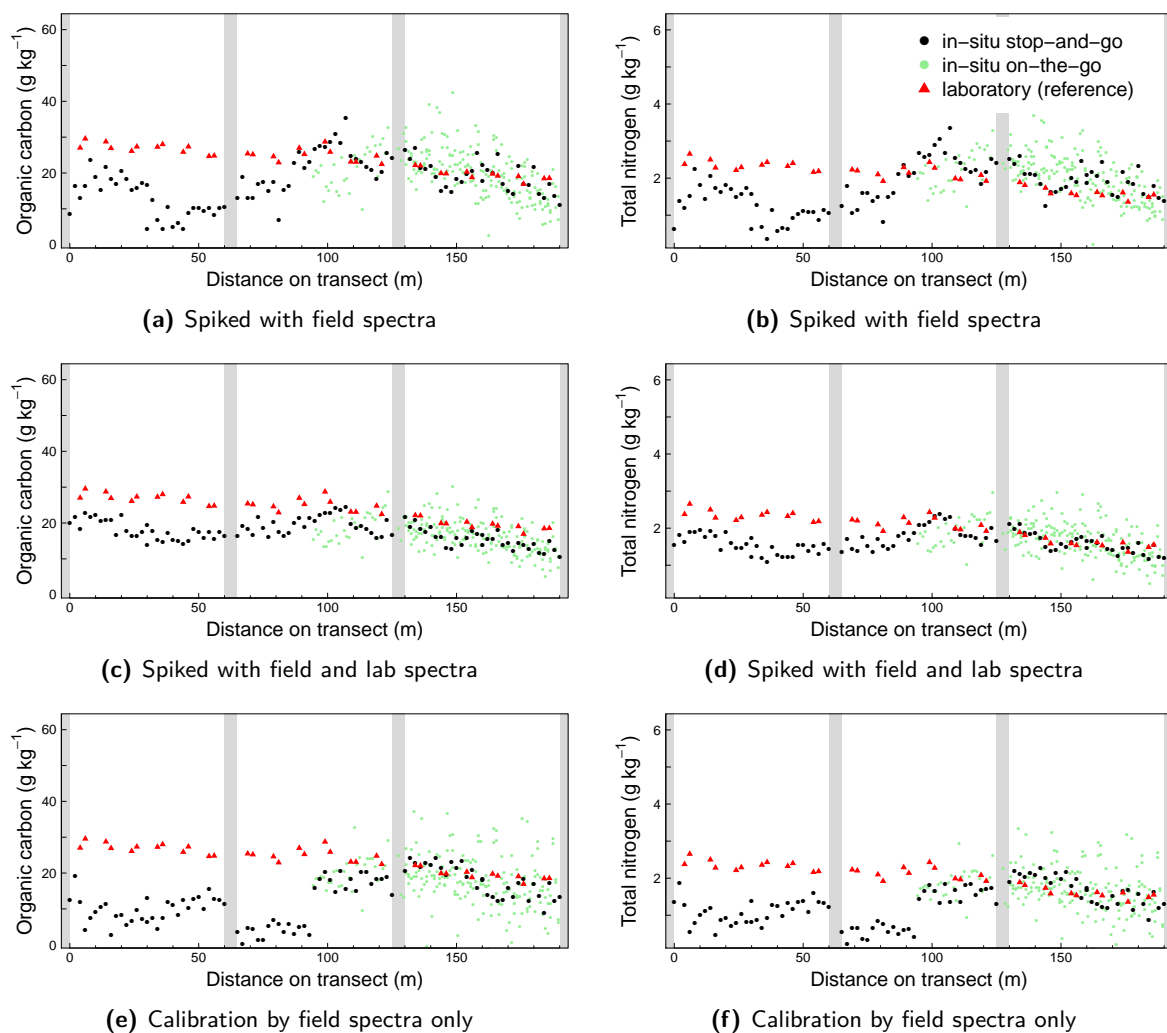 Organic carbon (g kg⁻¹)
60
40
20
0
0 50 100 150
Distance on transect (m)
(a) Spiked with field spectra
Total nitrogen (g kg⁻¹)
6
4
2
in−situ stop−and−go
in−situ on−the−go
laboratory (reference)
0 50 100 150
Distance on transect (m)
(b) Spiked with field spectra
Organic carbon (g kg⁻¹)
60
40
20
0
0 50 100 150
Distance on transect (m)
(c) Spiked with field and lab spectra
Total nitrogen (g kg⁻¹)
6
4
2
0 50 100 150
Distance on transect (m)
(d) Spiked with field and lab spectra
Organic carbon (g kg⁻¹)
60
40
20
0
0 50 100 150
Distance on transect (m)
(e) Calibration by field spectra only
Total nitrogen (g kg⁻¹)
6
4
2
0 50 100 150
Distance on transect (m)
(f) Calibration by field spectra only